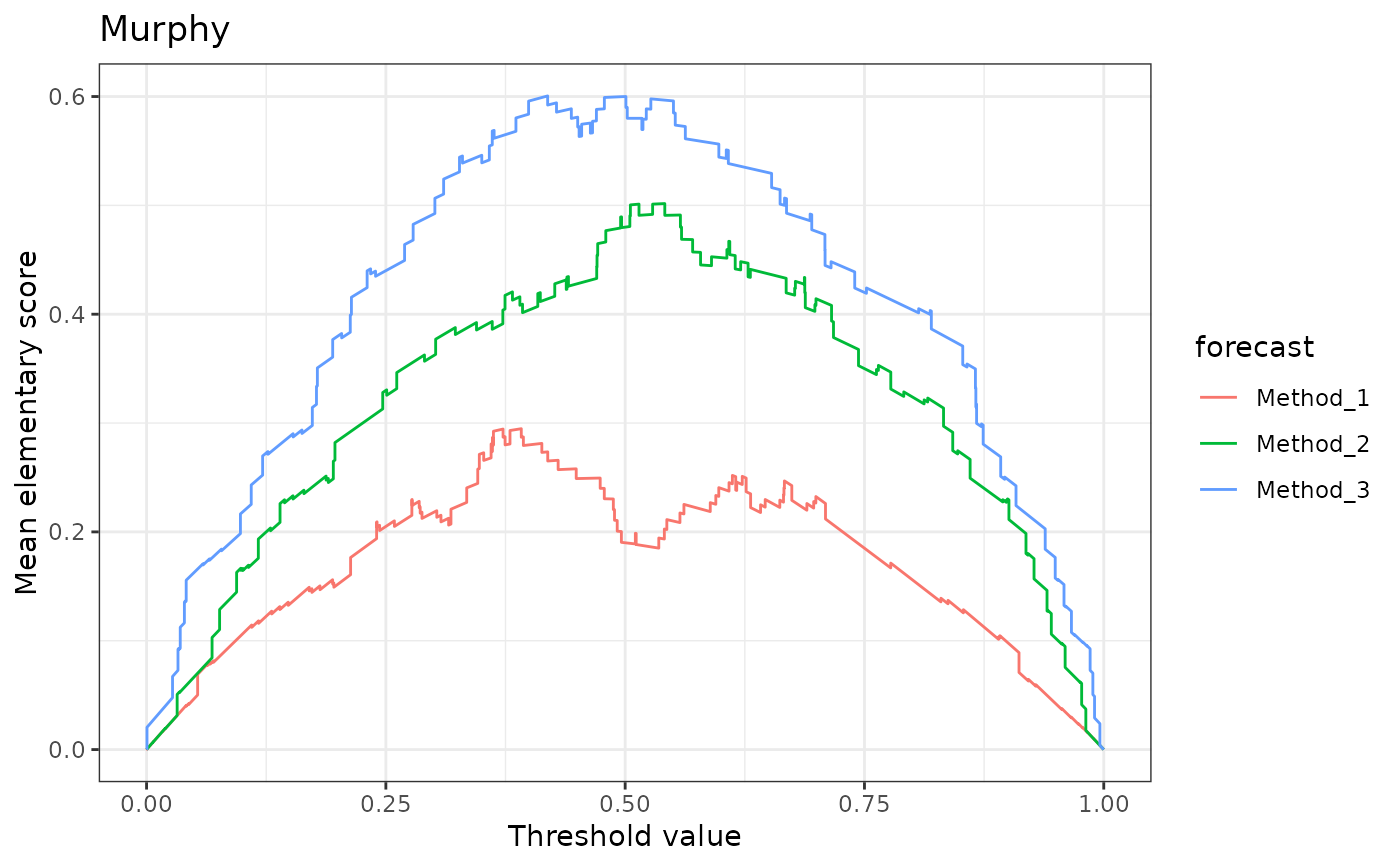 Murphy
Mean elementary score
0.6
0.4
0.2
0.0
0.00 0.25 0.50 0.75 1.00
Threshold value
forecast
Method_1
Method_2
Method_3